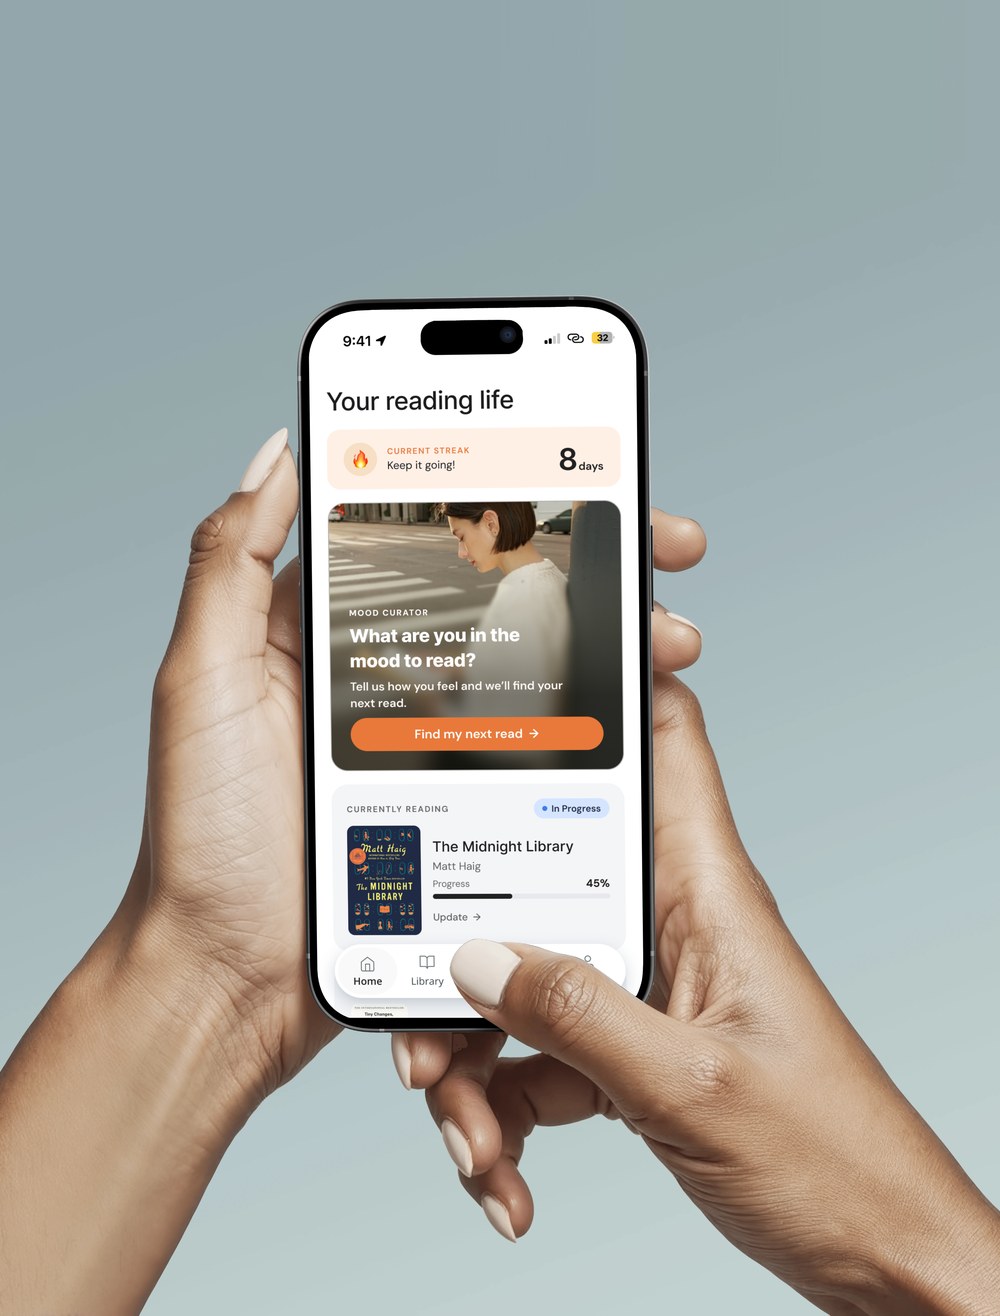 9:41
32
Your reading life
CURRENT STREAK
Keep it going!
8 days
MOOD CURATOR
What are you in the
mood to read?
Tell us how you feel and we'll find your
next read.
Find my next read →
CURRENTLY READING
In Progress
Matt Haig
The MIDNIGHT
LIBRARY
The Midnight Library
Matt Haig
Progress
45%
Update →
Home
Library
Tiny Changes,